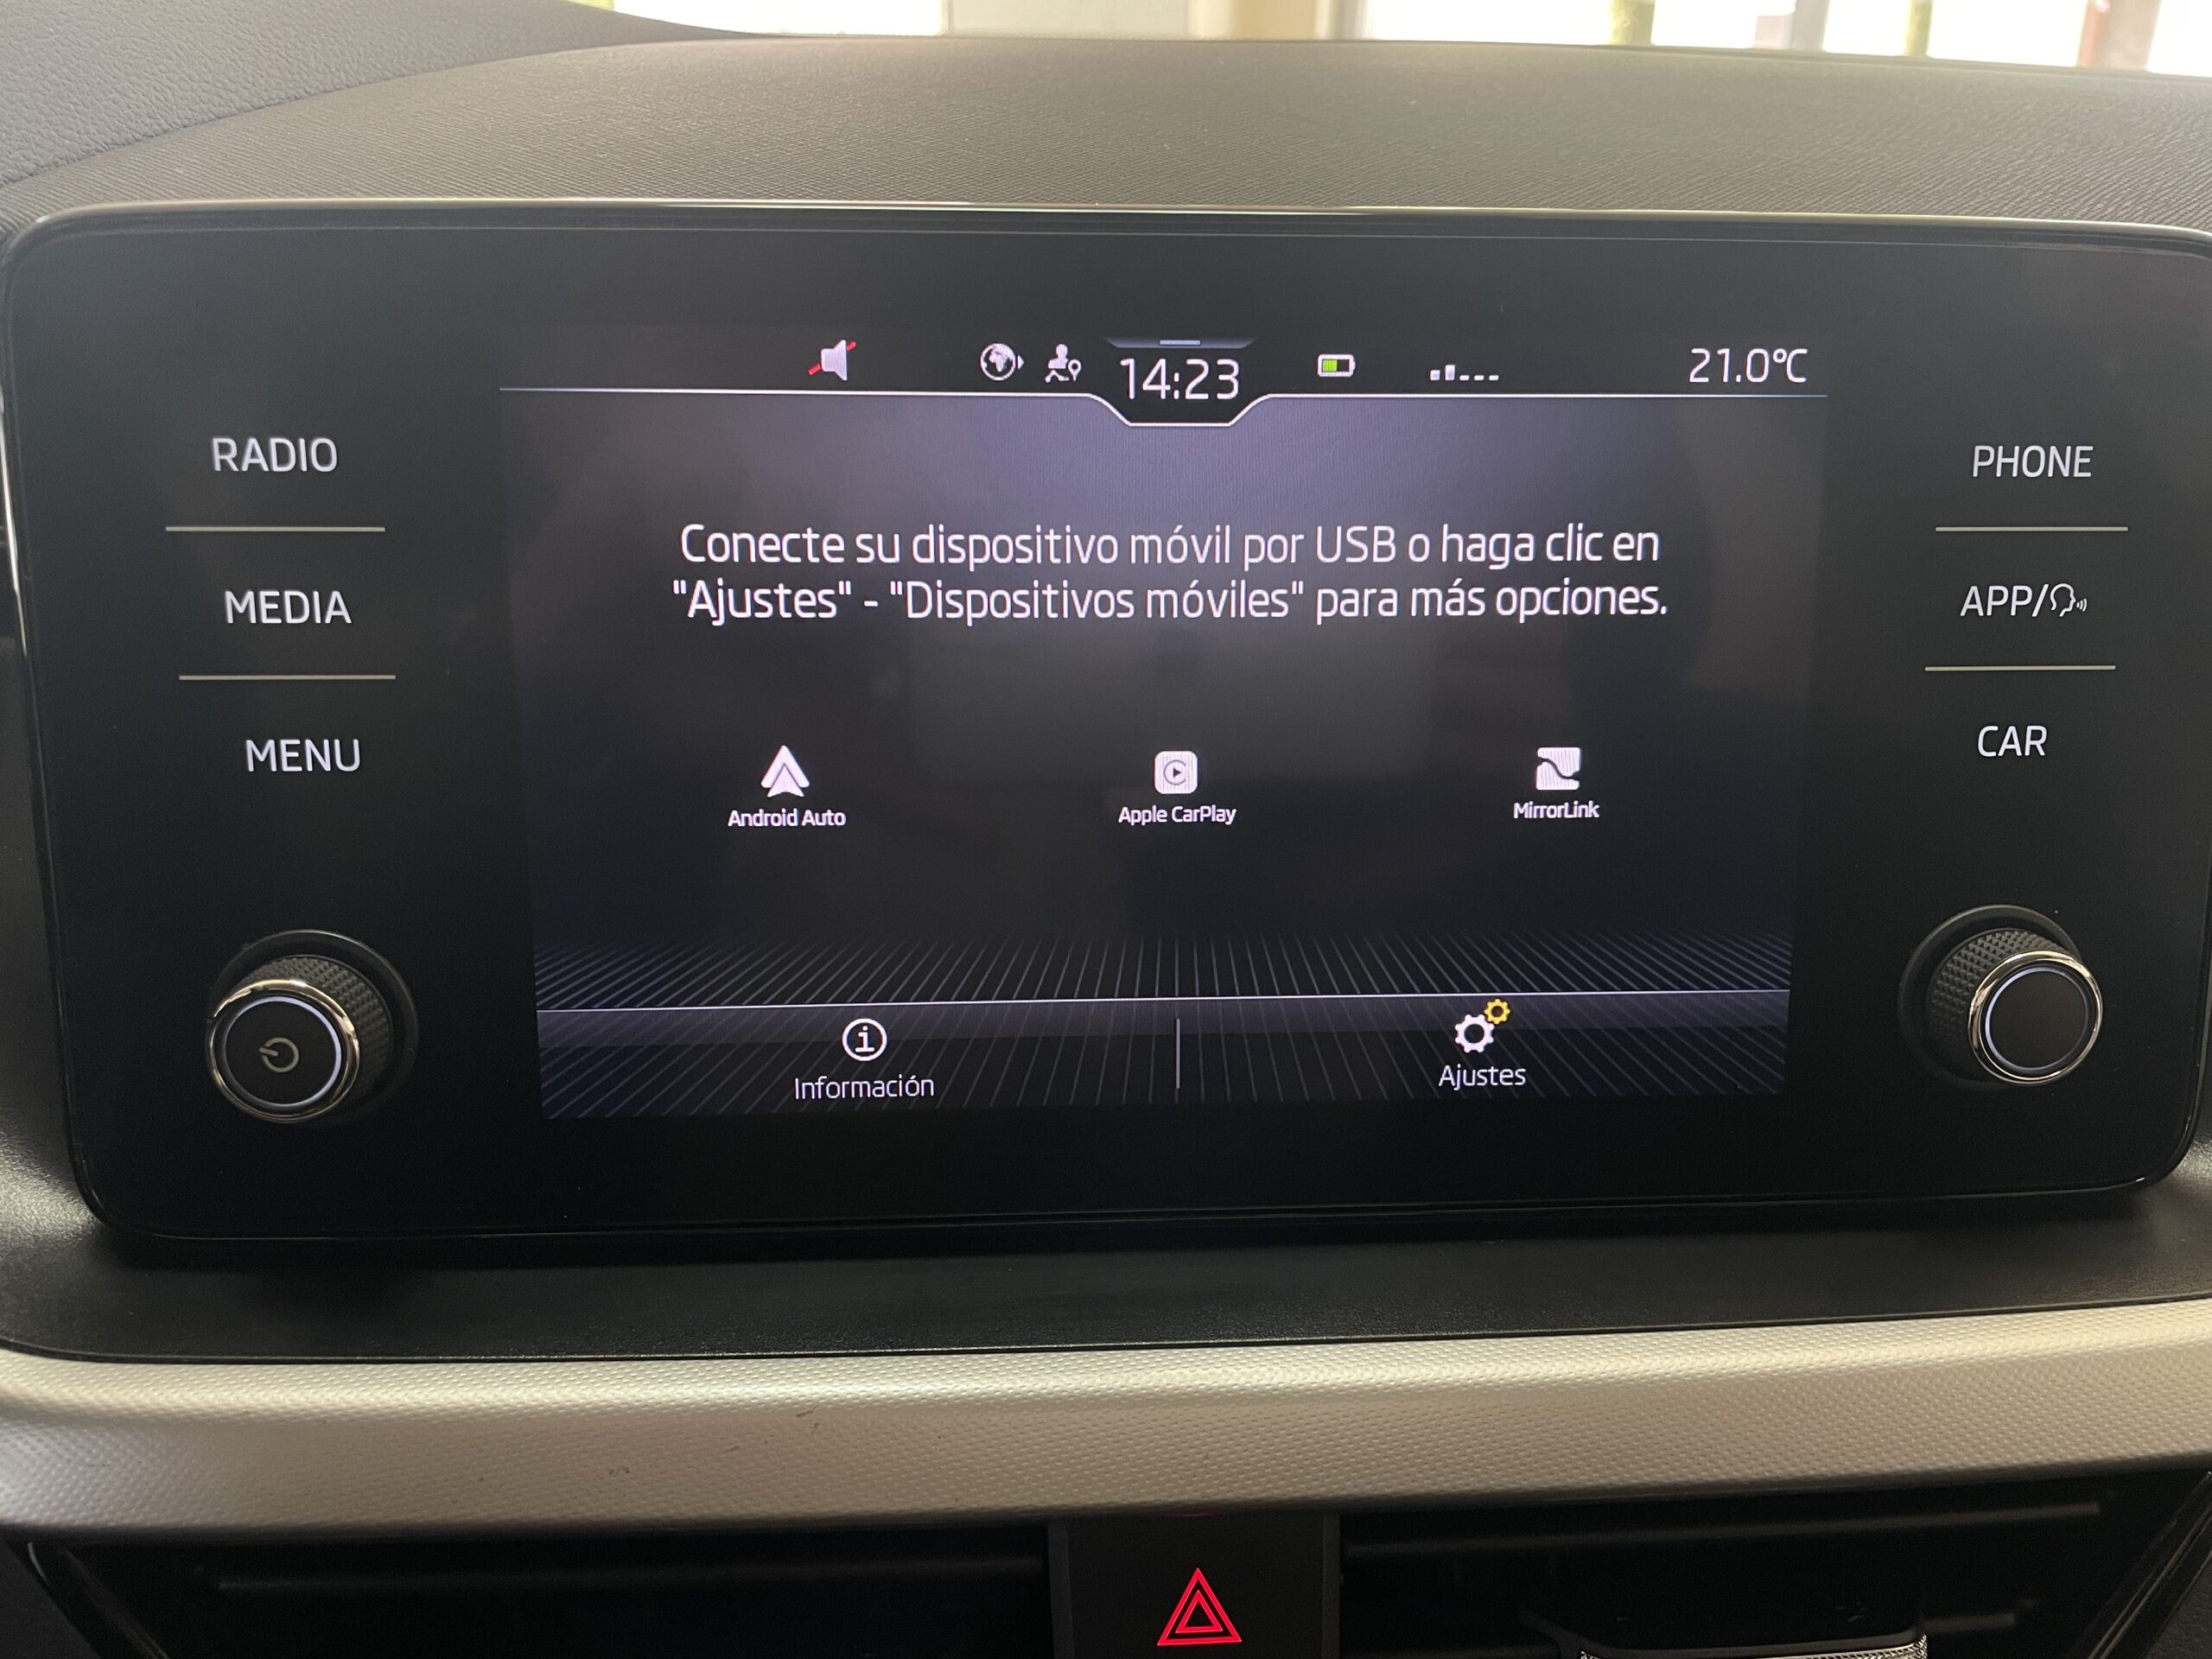 14:23
21.0°C
RADIO
MEDIA
MENU
Conecte su dispositivo móvil por USB o haga clic en
"Ajustes" - "Dispositivos móviles" para más opciones.
Android Auto
Apple CarPlay
MirrorLink
Información
Ajustes
PHONE
APP/
CAR